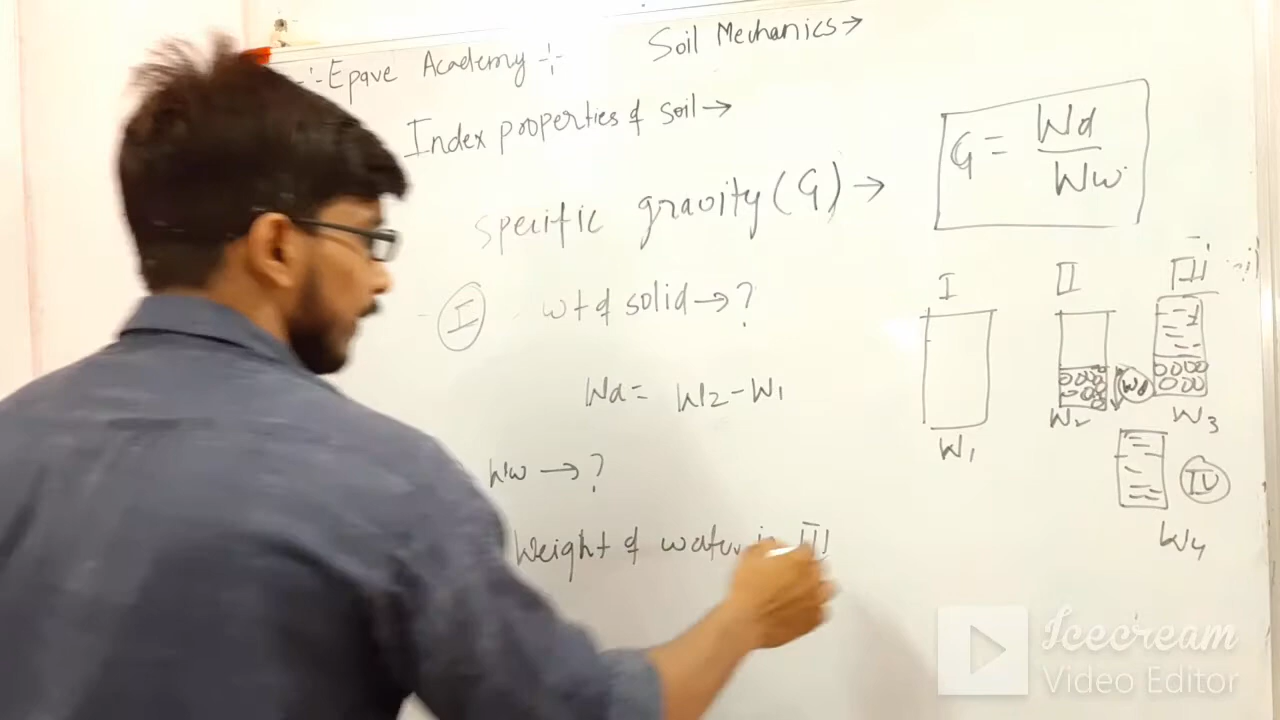 Epave Academy
Soil Mechanics →
Index properties of soil →
Specific gravity (G) →
G = Wd / Ww
I wt of solid → ?
Wd = W2 - W1
Ww → ?
Weight of water in III
I
II
III
W1
W2
Wd
W3
IV
W4
Icecream
Video Editor